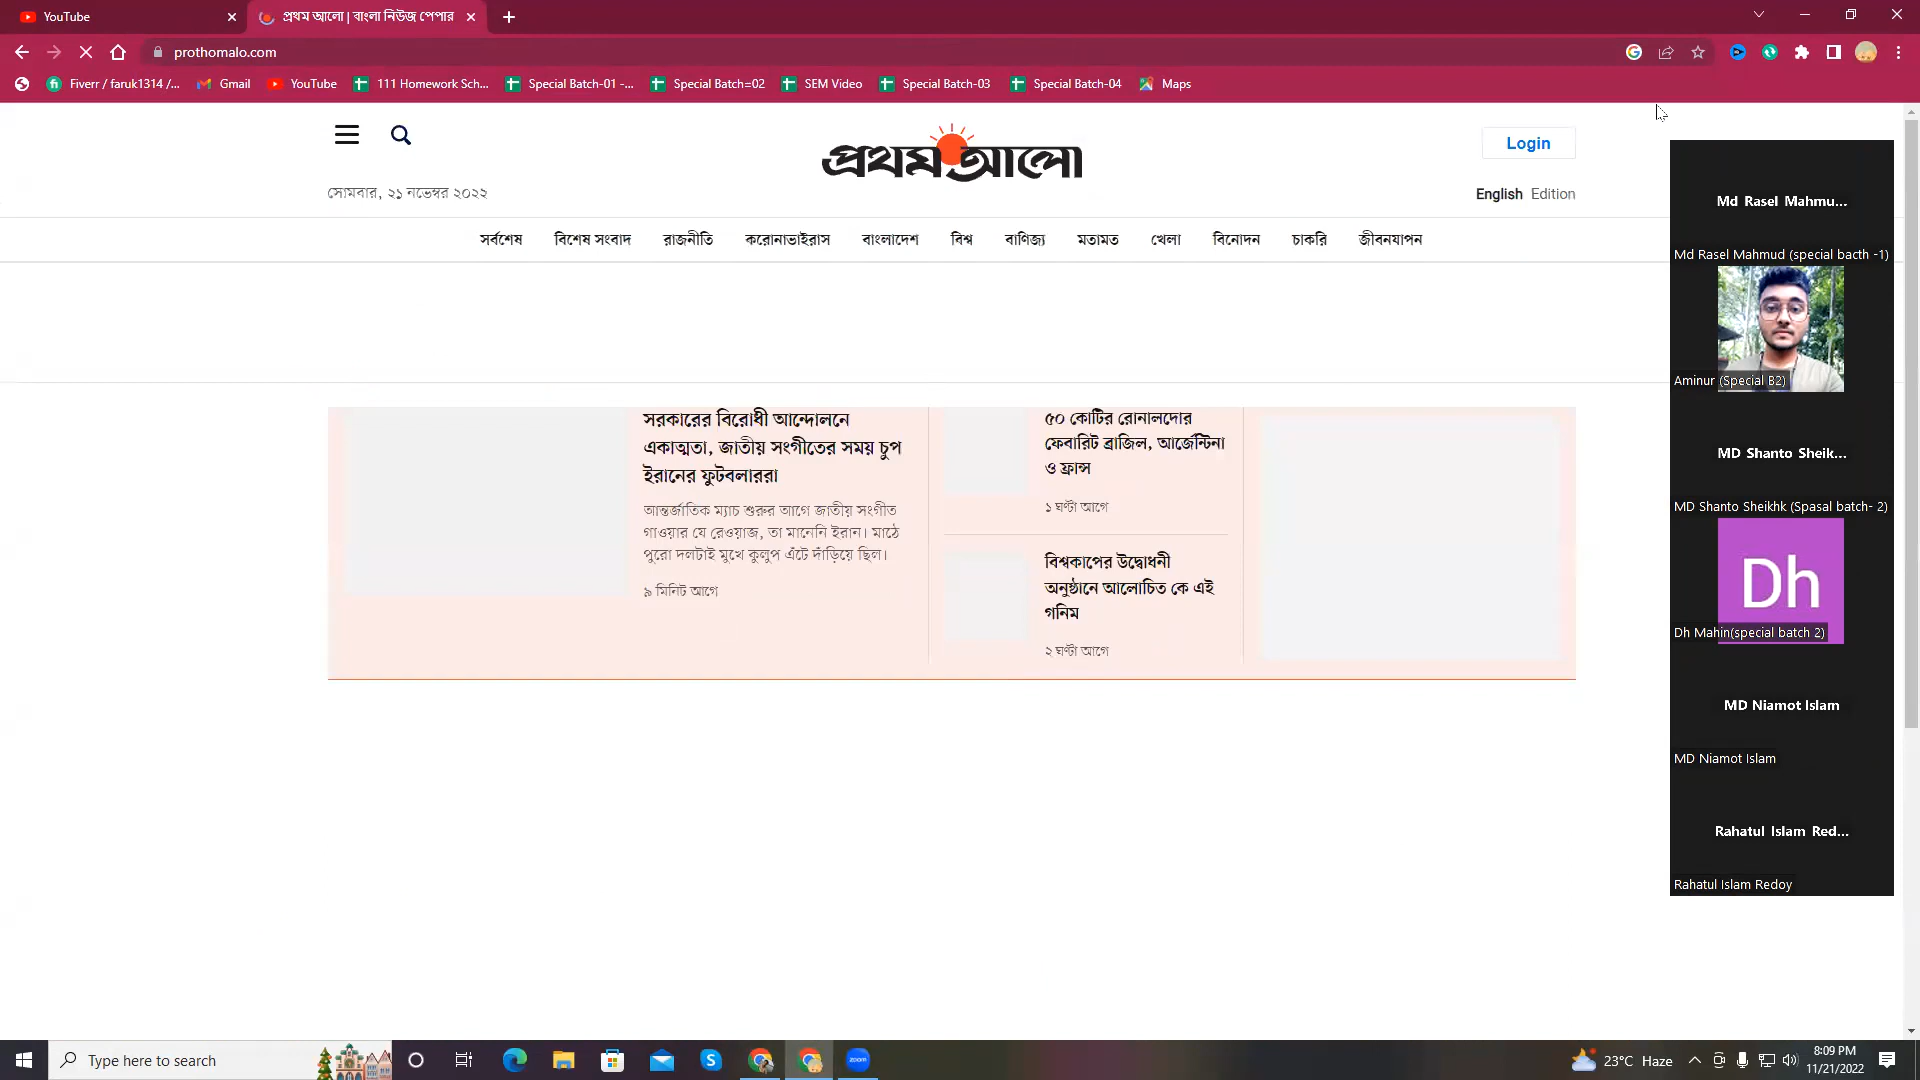 YouTube
প্রথম আলো | বাংলা নিউজ পেপার
prothomalo.com
Fiverr / faruk1314 /...
Gmail
YouTube
111 Homework Sch...
Special Batch-01 -...
Special Batch=02
SEM Video
Special Batch-03
Special Batch-04
Maps
প্রথম আলো
Login
সোমবার, ২১ নভেম্বর ২০২২
English Edition
সর্বশেষ
বিশেষ সংবাদ
রাজনীতি
করোনাভাইরাস
বাংলাদেশ
বিশ্ব
বাণিজ্য
মতামত
খেলা
বিনোদন
চাকরি
জীবনযাপন
সরকারের বিরোধী আন্দোলনে
একাত্মতা, জাতীয় সংগীতের সময় চুপ
ইরানের ফুটবলাররা
আন্তর্জাতিক ম্যাচ শুরুর আগে জাতীয় সংগীত
গাওয়ার যে রেওয়াজ, তা মানেনি ইরান। মাঠে
পুরো দলটাই মুখে কুলুপ এঁটে দাঁড়িয়ে ছিল।
৯ মিনিট আগে
৫০ কোটির রোনালদোর
ফেবারিট ব্রাজিল, আর্জেন্টিনা
ও ফ্রান্স
১ ঘণ্টা আগে
বিশ্বকাপের উদ্বোধনী
অনুষ্ঠানে আলোচিত কে এই
গনিম
২ ঘণ্টা আগে
Md Rasel Mahmu...
Md Rasel Mahmud (special bacth -1)
Aminur (Special B2)
MD Shanto Sheik...
MD Shanto Sheikhk (Spasal batch- 2)
Dh
Dh Mahin(special batch 2)
MD Niamot Islam
MD Niamot Islam
Rahatul Islam Red...
Rahatul Islam Redoy
Type here to search
zoom
23°C Haze
8:09 PM
11/21/2022